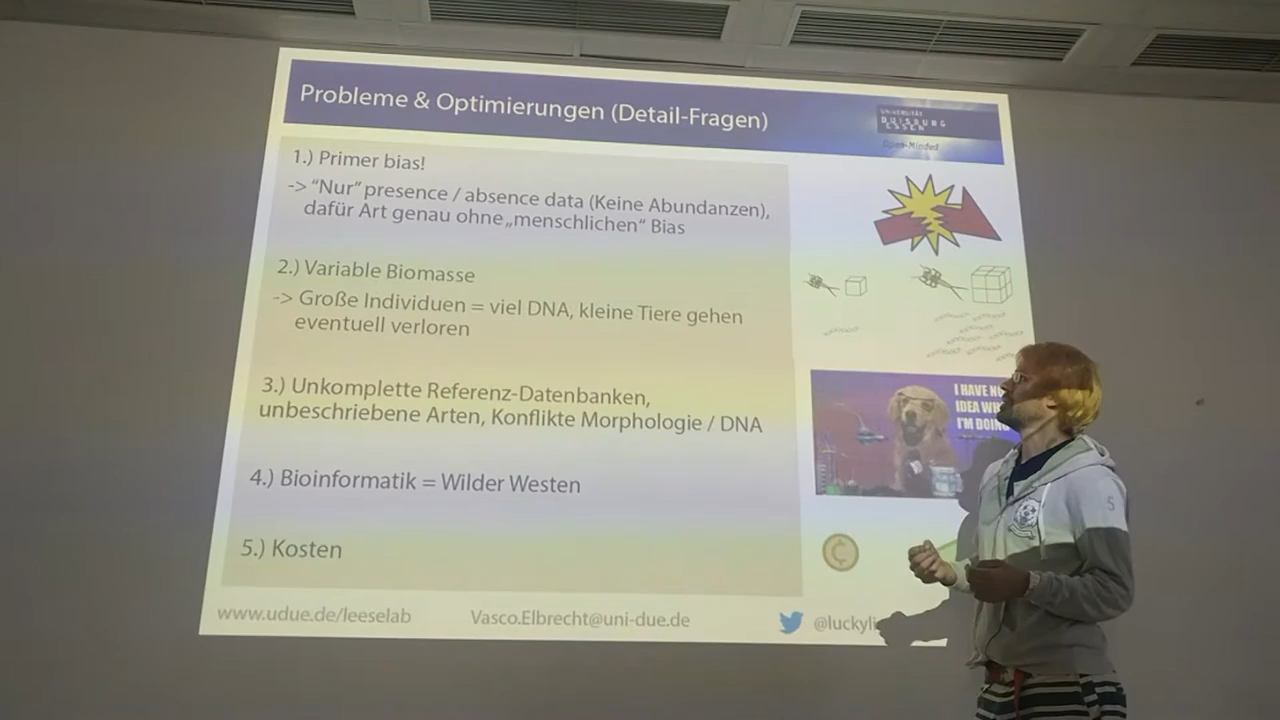 Probleme & Optimierungen (Detail-Fragen)
UNIVERSITÄT
DUISBURG
ESSEN
Open-Minded
1.) Primer bias!
-> "Nur" presence / absence data (Keine Abundanzen),
dafür Art genau ohne „menschlichen“ Bias
2.) Variable Biomasse
-> Große Individuen = viel DNA, kleine Tiere gehen
eventuell verloren
3.) Unkomplette Referenz-Datenbanken,
unbeschriebene Arten, Konflikte Morphologie / DNA
I HAVE
IDEA
I'M DOING
4.) Bioinformatik = Wilder Westen
5.) Kosten
www.udue.de/leeselab Vasco.Elbrecht@uni-due.de
S